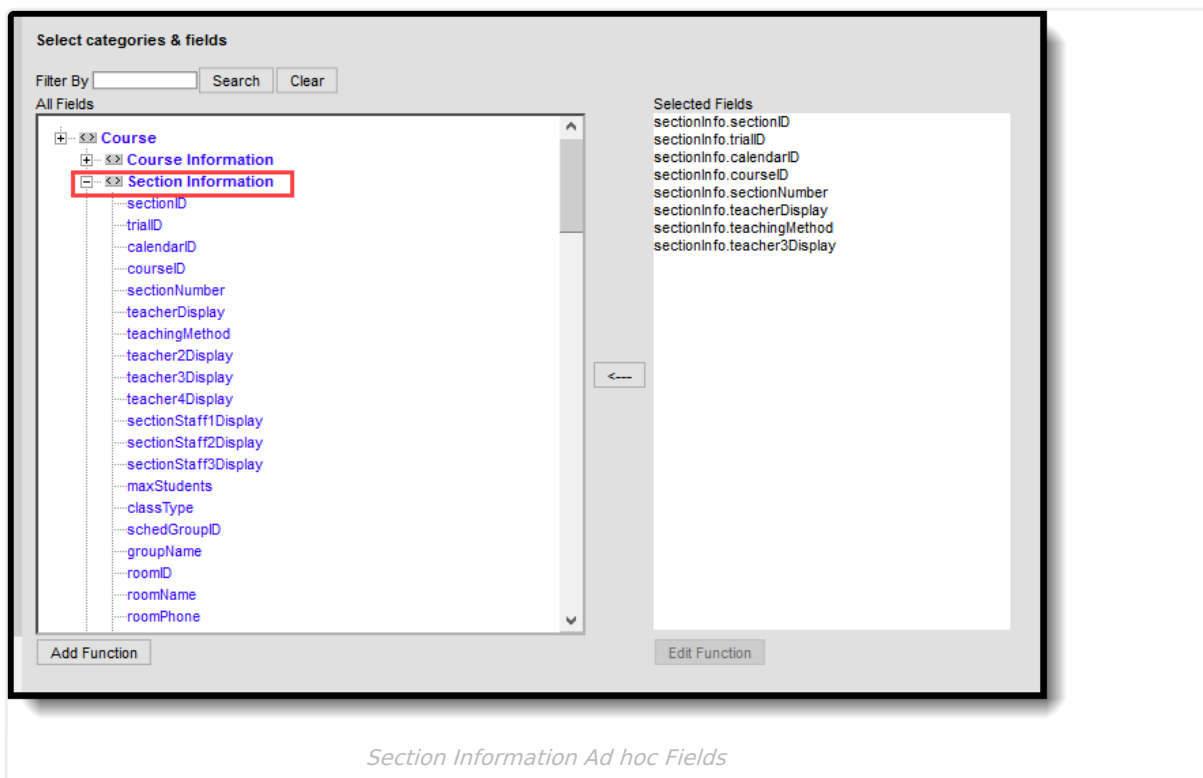 Select categories & fields
Filter By Search Clear
All Fields
Course
Course Information
Section Information
sectionID
trialID
calendarID
courseID
sectionNumber
teacherDisplay
teachingMethod
teacher2Display
teacher3Display
teacher4Display
sectionStaff1Display
sectionStaff2Display
sectionStaff3Display
maxStudents
classType
schedGroupID
groupName
roomID
roomName
roomPhone
Add Function
<---
Selected Fields
sectionInfo.sectionID
sectionInfo.trialID
sectionInfo.calendarID
sectionInfo.courseID
sectionInfo.sectionNumber
sectionInfo.teacherDisplay
sectionInfo.teachingMethod
sectionInfo.teacher3Display
Edit Function
Section Information Ad hoc Fields